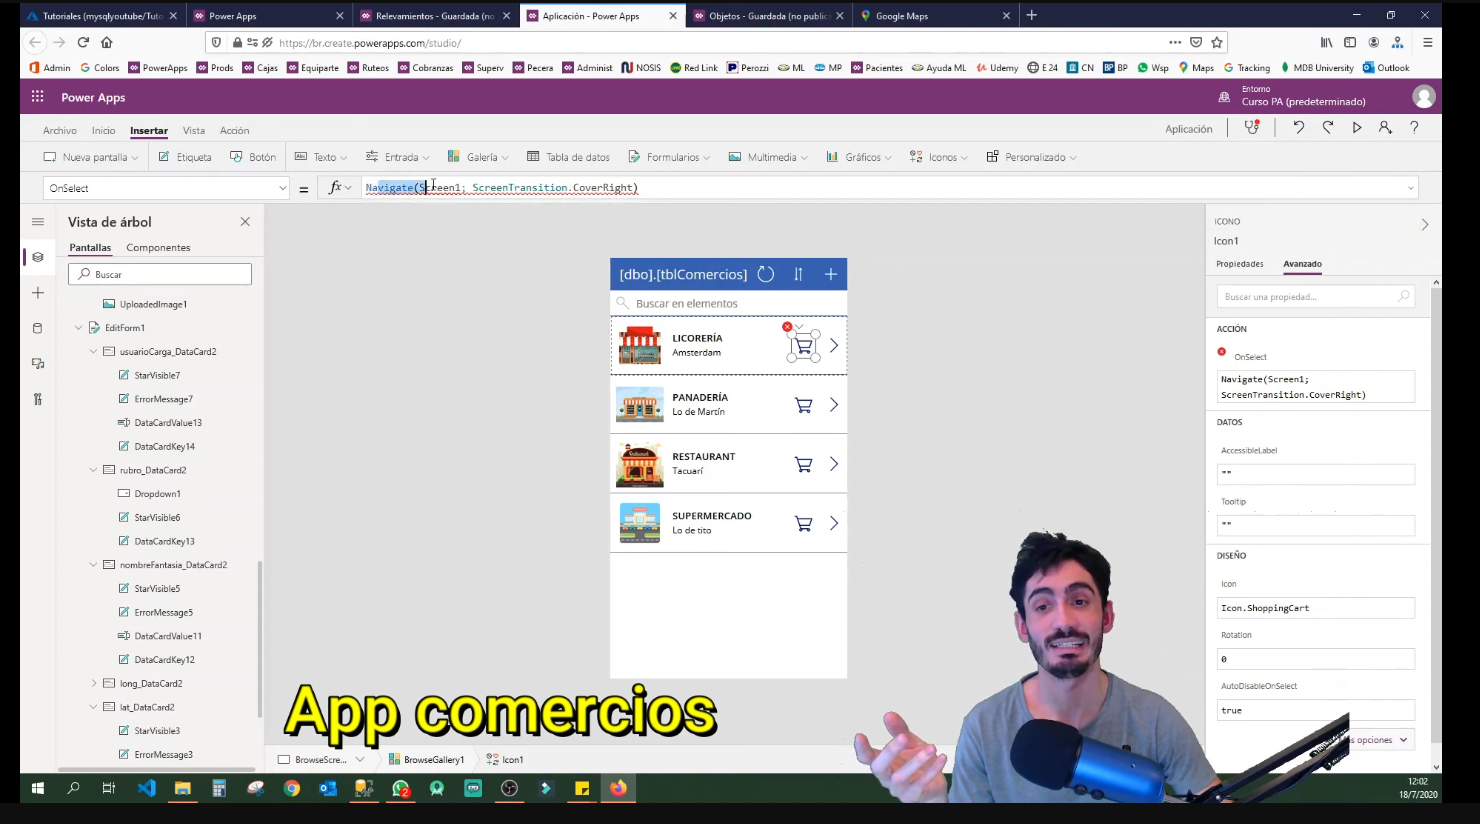 Tutoriales (mysqlyoutube/Tuto
Power Apps
Relevamientos - Guardada (no
Aplicación - Power Apps
Objetos - Guardada (no publica
Google Maps
https://br.create.powerapps.com/studio/
Admin
Colors
PowerApps
Prods
Cajas
Equiparte
Ruteos
Cobranzas
Superv
Pecera
Administ
NOSIS
Red Link
Perozzi
ML
MP
Pacientes
Ayuda ML
Udemy
E 24
CN
BP
Wsp
Maps
Tracking
MDB University
Outlook
Power Apps
Entorno
Curso PA (predeterminado)
Archivo
Inicio
Insertar
Vista
Acción
Aplicación
Nueva pantalla
Etiqueta
Botón
Texto
Entrada
Galería
Tabla de datos
Formularios
Multimedia
Gráficos
Iconos
Personalizado
OnSelect
=
fx
Navigate(Screen1; ScreenTransition.CoverRight)
Vista de árbol
Pantallas
Componentes
Buscar
UploadedImage1
EditForm1
usuarioCarga_DataCard2
StarVisible7
ErrorMessage7
DataCardValue13
DataCardKey14
rubro_DataCard2
Dropdown1
StarVisible6
DataCardKey13
nombreFantasia_DataCard2
StarVisible5
ErrorMessage5
DataCardValue11
DataCardKey12
long_DataCard2
lat_DataCard2
StarVisible3
ErrorMessage3
[dbo].[tblComercios]
Buscar en elementos
LICORERÍA
Amsterdam
PANADERÍA
Lo de Martín
RESTAURANT
Tacuarí
SUPERMERCADO
Lo de tito
App comercios
BrowseScre...
BrowseGallery1
Icon1
ICONO
Icon1
Propiedades
Avanzado
Buscar una propiedad...
ACCIÓN
OnSelect
Navigate(Screen1;
ScreenTransition.CoverRight)
DATOS
AccessibleLabel
""
Tooltip
""
DISEÑO
Icon
Icon.ShoppingCart
Rotation
0
AutoDisableOnSelect
true
opciones
2
12:02
18/7/2020